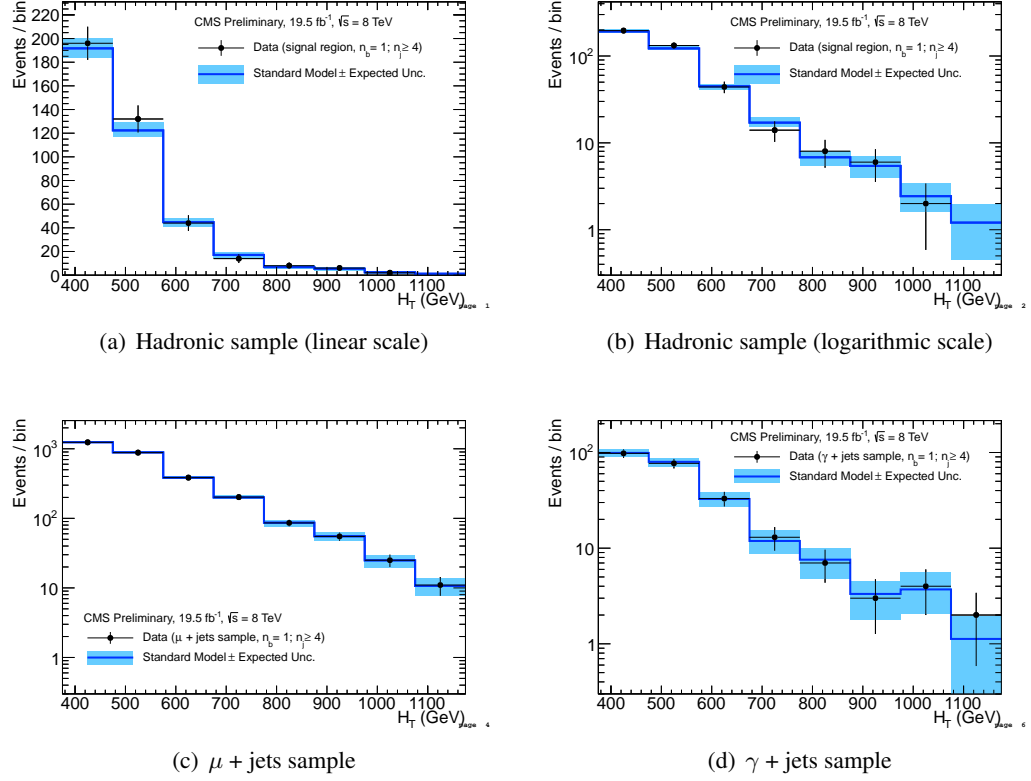 Events / bin
CMS Preliminary, 19.5 fb⁻¹, √s = 8 TeV
Data (signal region, n_b = 1; n_j ≥ 4)
Standard Model ± Expected Unc.
200
180
160
140
120
100
80
60
40
20
0
400 500 600 700 800 900 1000 1100
H_T (GeV)
page 1
(a) Hadronic sample (linear scale)
Events / bin
CMS Preliminary, 19.5 fb⁻¹, √s = 8 TeV
Data (signal region, n_b = 1; n_j ≥ 4)
Standard Model ± Expected Unc.
10²
10
1
400 500 600 700 800 900 1000 1100
H_T (GeV)
page 2
(b) Hadronic sample (logarithmic scale)
Events / bin
10³
10²
10
1
CMS Preliminary, 19.5 fb⁻¹, √s = 8 TeV
Data (μ + jets sample, n_b = 1; n_j ≥ 4)
Standard Model ± Expected Unc.
400 500 600 700 800 900 1000 1100
H_T (GeV)
page 4
(c) μ + jets sample
Events / bin
CMS Preliminary, 19.5 fb⁻¹, √s = 8 TeV
Data (γ + jets sample, n_b = 1; n_j ≥ 4)
Standard Model ± Expected Unc.
10²
10
1
400 500 600 700 800 900 1000 1100
H_T (GeV)
page 6
(d) γ + jets sample